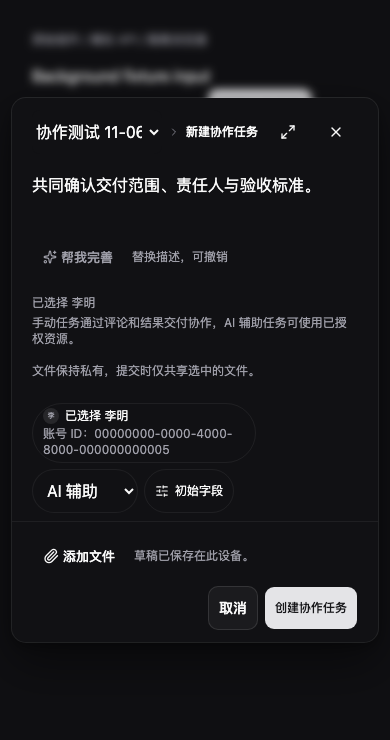 Background fixture input
协作测试 11-06
新建协作任务
共同确认交付范围、责任人与验收标准。
帮我完善 替换描述，可撤销
已选择 李明
手动任务通过评论和结果交付协作，AI 辅助任务可使用已授
权资源。
文件保持私有，提交时仅共享选中的文件。
李 已选择 李明
账号 ID：00000000-0000-4000-
8000-000000000005
AI 辅助 初始字段
添加文件 草稿已保存在此设备。
取消 创建协作任务